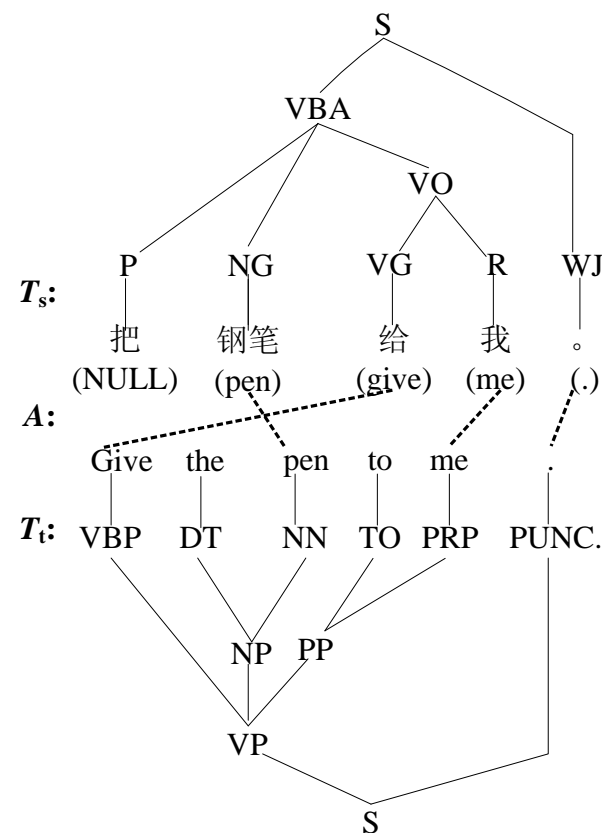 S
VBA
VO
P NG VG R WJ
Ts:
把 钢笔 给 我 。
(NULL) (pen) (give) (me) (.)
A:
Give the pen to me .
Tt: VBP DT NN TO PRP PUNC.
NP PP
VP
S